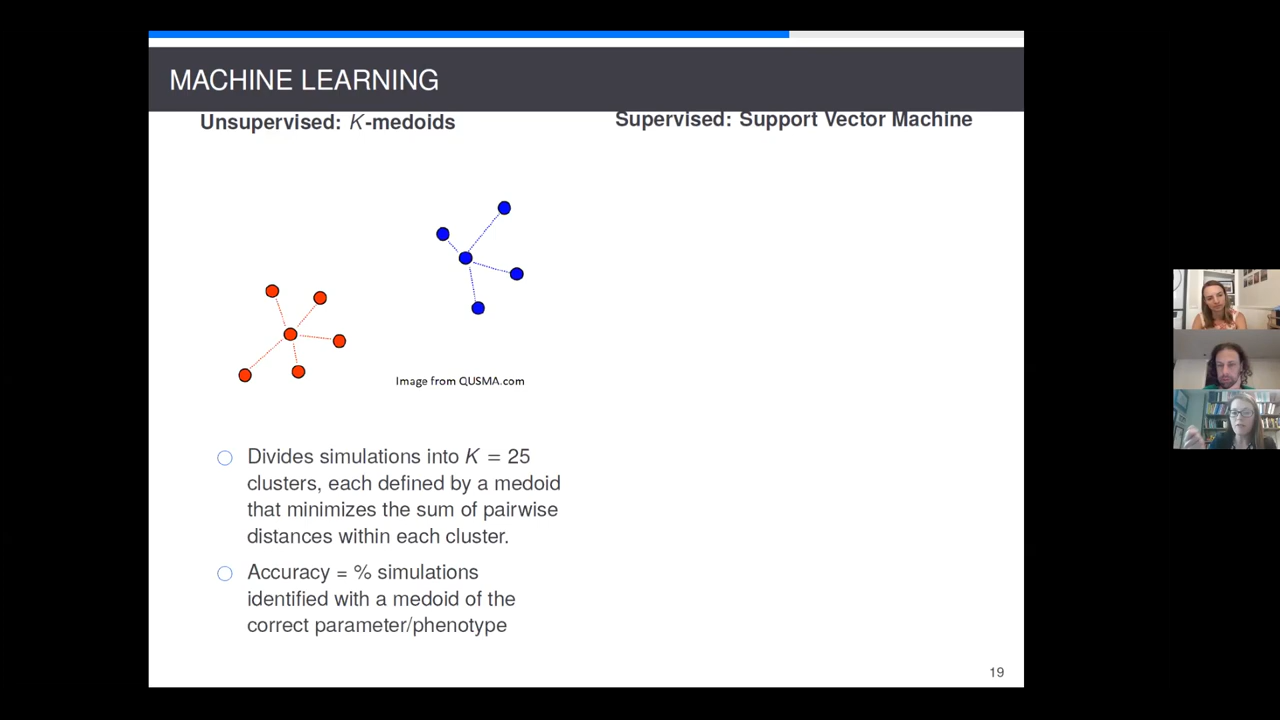 MACHINE LEARNING
Unsupervised: K-medoids
Supervised: Support Vector Machine
Image from QUSMA.com
Divides simulations into K = 25
clusters, each defined by a medoid
that minimizes the sum of pairwise
distances within each cluster.
Accuracy = % simulations
identified with a medoid of the
correct parameter/phenotype
19